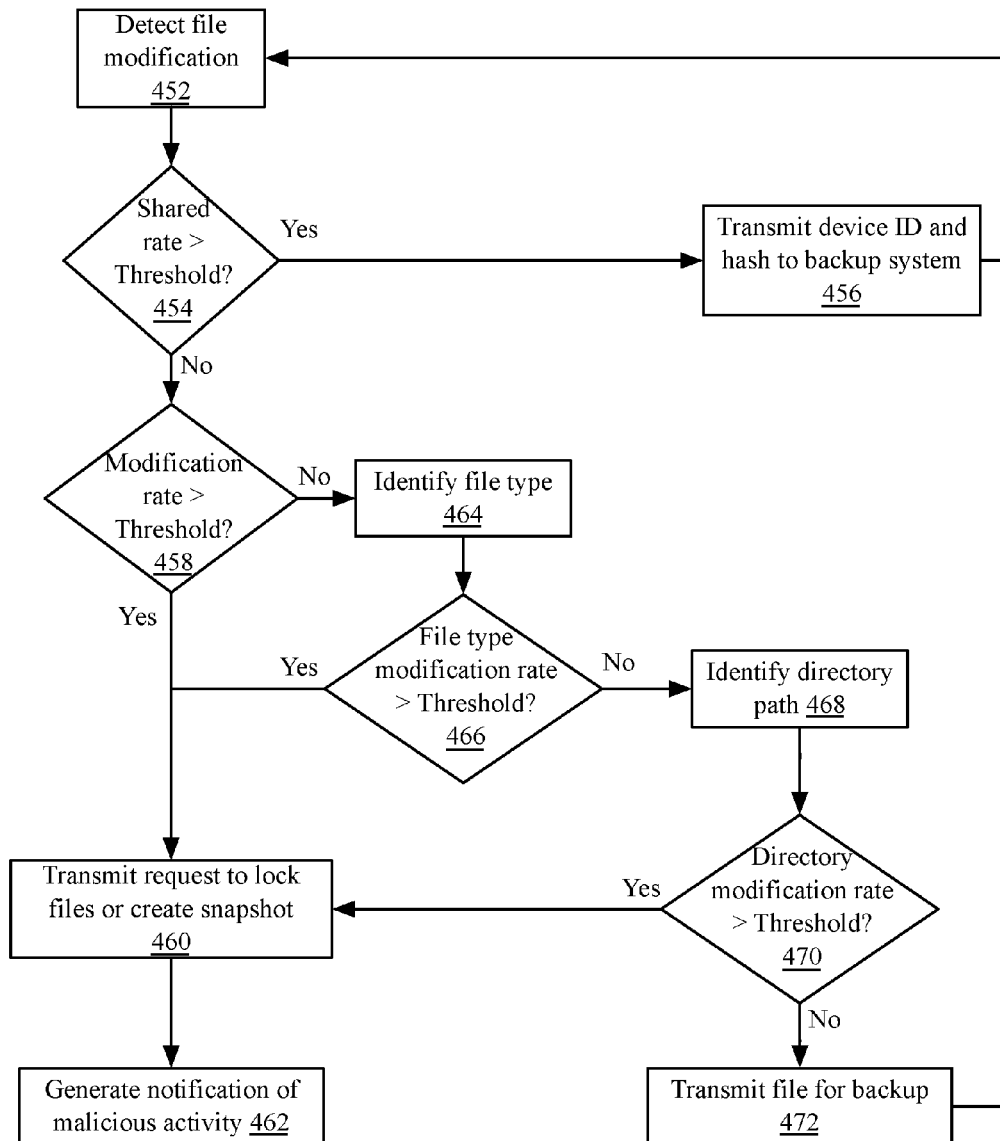 Detect file
modification
452
Shared
rate >
Threshold?
454
Yes
Transmit device ID and
hash to backup system
456
No
Modification
rate >
Threshold?
458
No
Identify file type
464
Yes
File type
modification rate
> Threshold?
466
Yes
No
Identify directory
path 468
Directory
modification rate
> Threshold?
470
Yes
Transmit request to lock
files or create snapshot
460
No
Generate notification of
malicious activity 462
Transmit file for backup
472